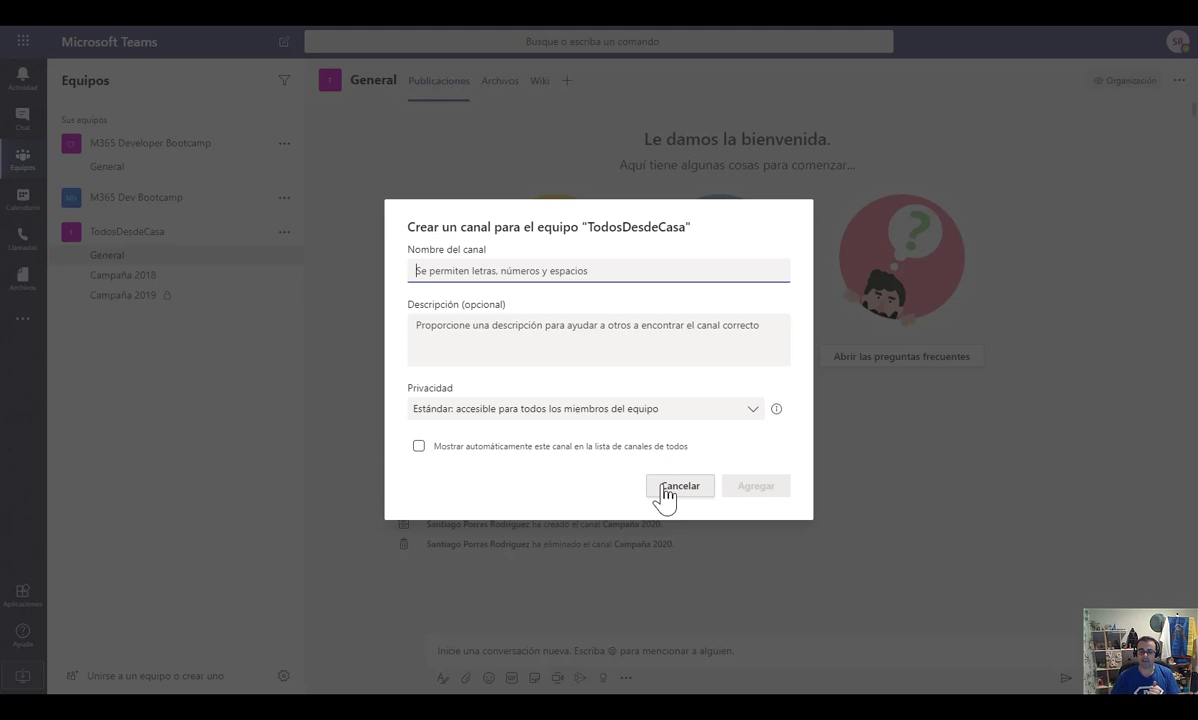 Microsoft Teams
Busque o escriba un comando
SP
Actividad
Chat
Equipos
Calendario
Llamadas
Archivos
Aplicaciones
Ayuda
Equipos
Sus equipos
M365 Developer Bootcamp
General
M365 Dev Bootcamp
TodosDesdeCasa
General
Campaña 2018
Campaña 2019
Unirse a un equipo o crear uno
T
General
Publicaciones
Archivos
Wiki
Organización
Le damos la bienvenida.
Aquí tiene algunas cosas para comenzar...
Abrir las preguntas frecuentes
Crear un canal para el equipo "TodosDesdeCasa"
Nombre del canal
Se permiten letras, números y espacios
Descripción (opcional)
Proporcione una descripción para ayudar a otros a encontrar el canal correcto
Privacidad
Estándar: accesible para todos los miembros del equipo
Mostrar automáticamente este canal en la lista de canales de todos
Cancelar
Agregar
Santiago Porras Rodríguez ha creado el canal Campaña 2020.
Santiago Porras Rodríguez ha eliminado el canal Campaña 2020.
Inicie una conversación nueva. Escriba @ para mencionar a alguien.